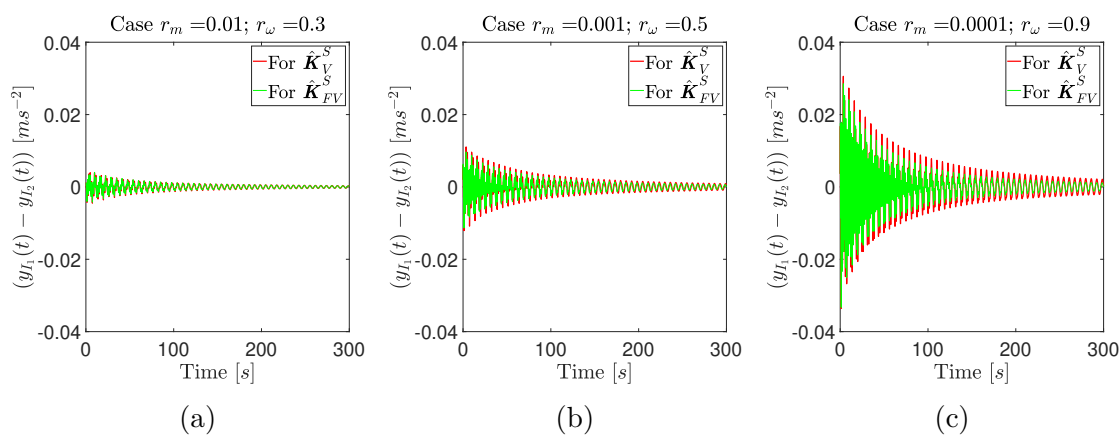 Case r_m =0.01; r_ω =0.3
0.04
0.02
0
-0.02
-0.04
0
100
200
300
(y_{I_1}(t) − y_{I_2}(t)) [ms^{−2}]
Time [s]
For K̂_V^S
For K̂_{FV}^S
(a)
Case r_m =0.001; r_ω =0.5
0.04
0.02
0
-0.02
-0.04
0
100
200
300
(y_{I_1}(t) − y_{I_2}(t)) [ms^{−2}]
Time [s]
For K̂_V^S
For K̂_{FV}^S
(b)
Case r_m =0.0001; r_ω =0.9
0.04
0.02
0
-0.02
-0.04
0
100
200
300
(y_{I_1}(t) − y_{I_2}(t)) [ms^{−2}]
Time [s]
For K̂_V^S
For K̂_{FV}^S
(c)